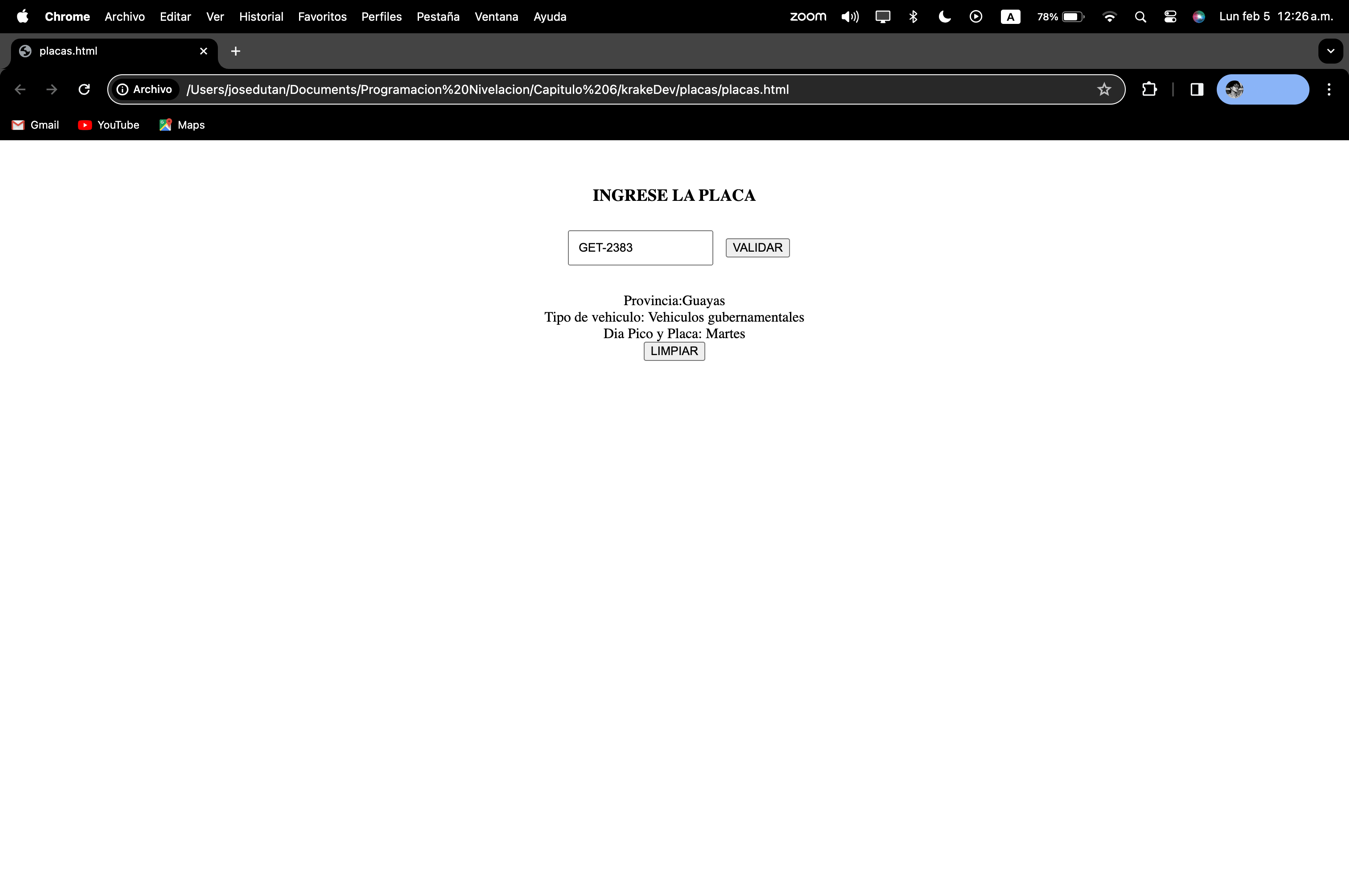 Chrome Archivo Editar Ver Historial Favoritos Perfiles Pestaña Ventana Ayuda zoom A 78% Lun feb 5 12:26 a.m.
placas.html
Archivo /Users/josedutan/Documents/Programacion%20Nivelacion/Capitulo%206/krakeDev/placas/placas.html
Gmail YouTube Maps
INGRESE LA PLACA
GET-2383 VALIDAR
Provincia:Guayas
Tipo de vehiculo: Vehiculos gubernamentales
Dia Pico y Placa: Martes
LIMPIAR